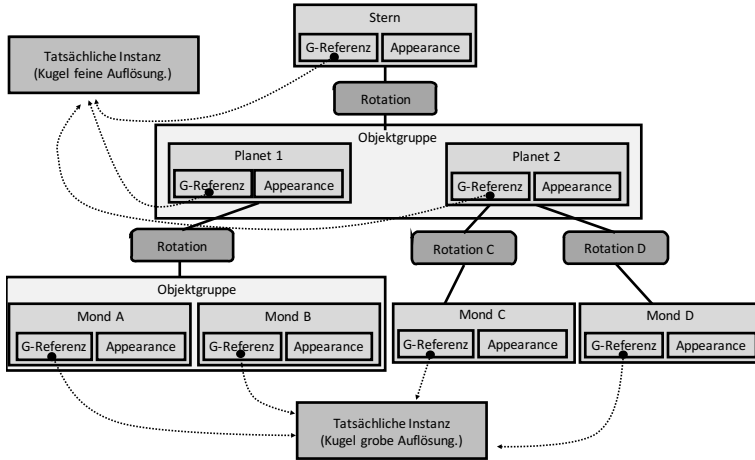 Stern
G-Referenz Appearance
Tatsächliche Instanz
(Kugel feine Auflösung.)
Rotation
Objektgruppe
Planet 1
G-Referenz Appearance
Planet 2
G-Referenz Appearance
Rotation
Rotation C
Rotation D
Objektgruppe
Mond A
G-Referenz Appearance
Mond B
G-Referenz Appearance
Mond C
G-Referenz Appearance
Mond D
G-Referenz Appearance
Tatsächliche Instanz
(Kugel grobe Auflösung.)